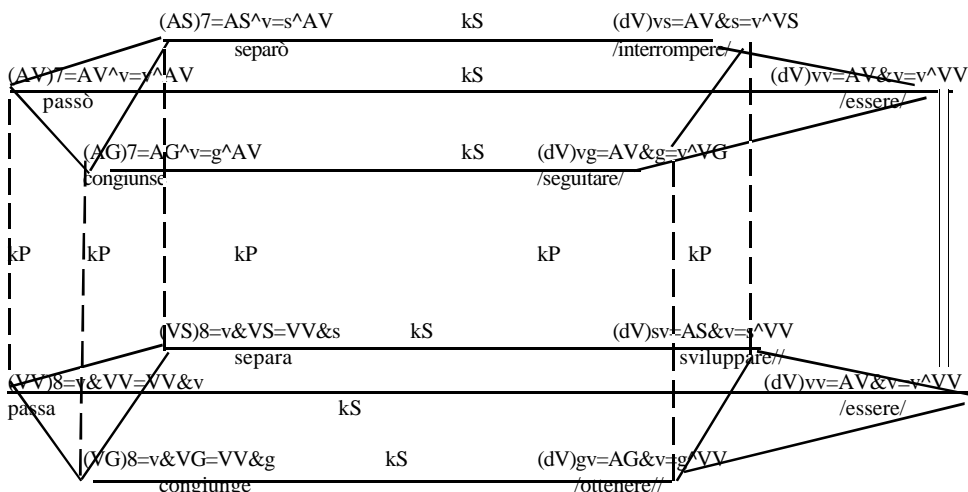 (AS)7=AS^v=s^AV kS (dV)vs=AV&s=v^VS
separò /interrompere/
(AV)7=AV^v=v^AV kS (dV)vv=AV&v=v^VV
passò /essere/
(AG)7=AG^v=g^AV kS (dV)vg=AV&g=v^VG
congiunse /seguitare/
kP kP kP kP kP
(VS)8=v&VS=VV&s kS (dV)sv=AS&v=s^VV
separa sviluppare//
(VV)8=v&VV=VV&v (dV)vv=AV&v=v^VV
passa kS /essere/
(VG)8=v&VG=VV&g kS (dV)gv=AG&v=g^VV
congiunge /ottenere//